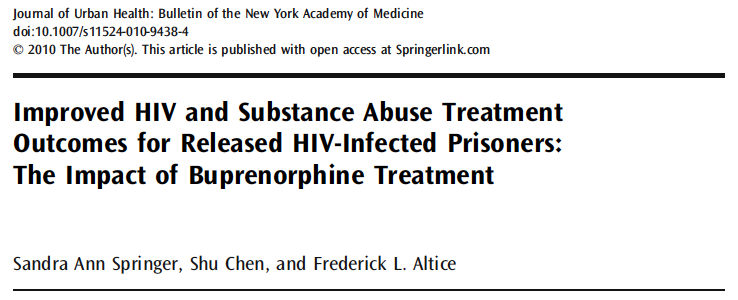 Journal of Urban Health: Bulletin of the New York Academy of Medicine
doi:10.1007/s11524-010-9438-4
© 2010 The Author(s). This article is published with open access at Springerlink.com
Improved HIV and Substance Abuse Treatment
Outcomes for Released HIV-Infected Prisoners:
The Impact of Buprenorphine Treatment
Sandra Ann Springer, Shu Chen, and Frederick L. Altice